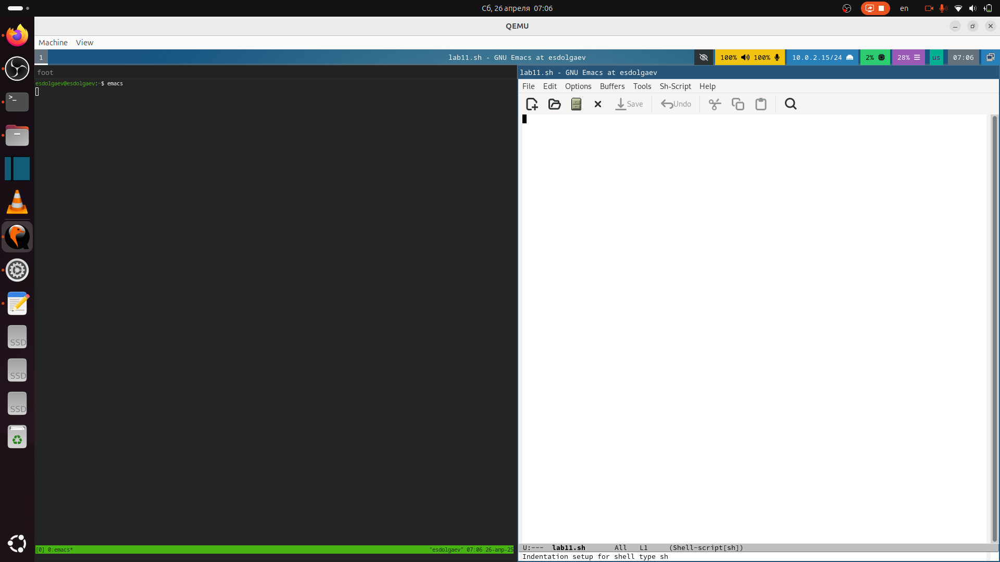 Сб, 26 апреля 07:06
en
QEMU
Machine View
1
lab11.sh - GNU Emacs at esdolgaev
100% 100%
10.0.2.15/24
2%
28%
us
07:06
foot
esdolgaev@esdolgaev:~$ emacs
[0] 0:emacs*
"esdolgaev" 07:06 26-апр-25
lab11.sh - GNU Emacs at esdolgaev
File Edit Options Buffers Tools Sh-Script Help
Save
Undo
U:--- lab11.sh All L1 (Shell-script[sh])
Indentation setup for shell type sh
>_
SSD
SSD
SSD